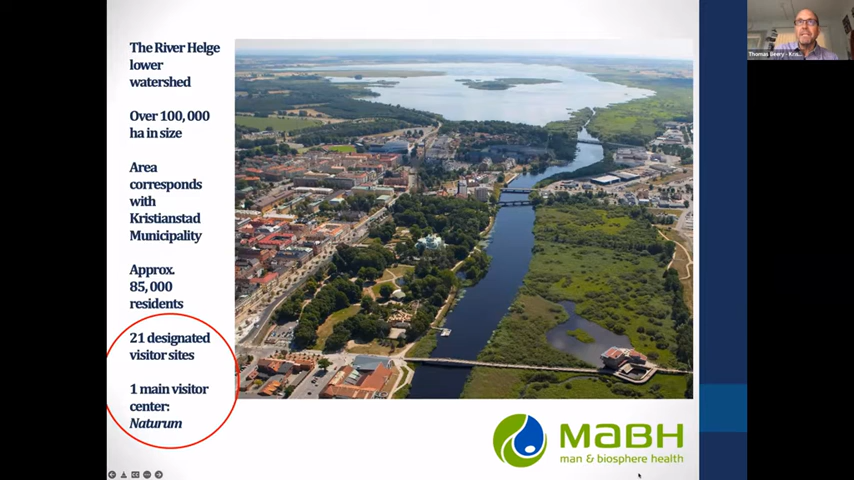 The River Helge
lower
watershed
Over 100, 000
ha in size
Area
corresponds
with
Kristianstad
Municipality
Approx.
85, 000
residents
21 designated
visitor sites
1 main visitor
center:
Naturum
MaBH
man & biosphere health
Thomas Beery - Kris...